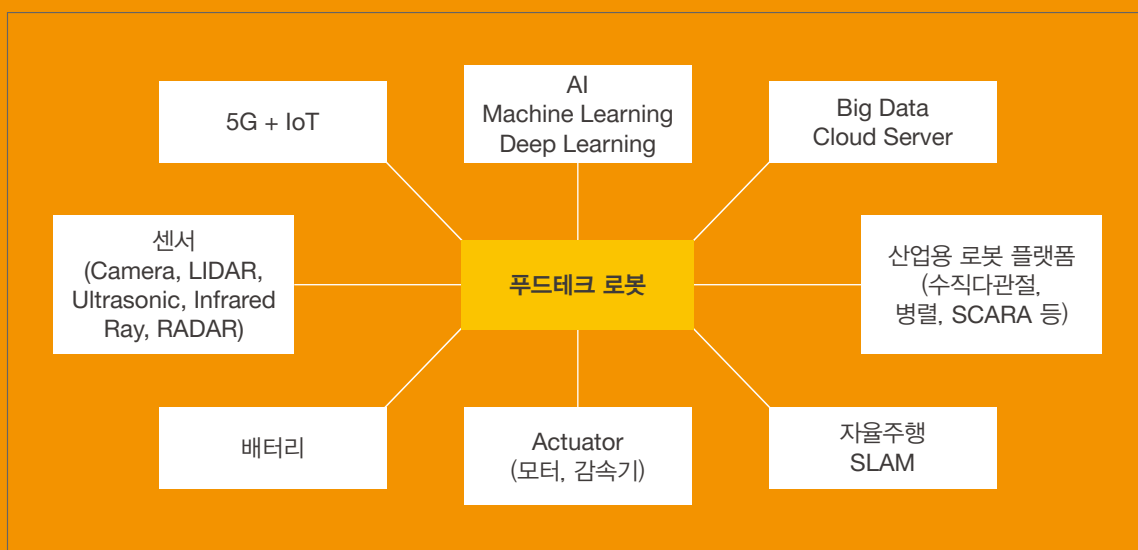 5G + IoT
AI
Machine Learning
Deep Learning
Big Data
Cloud Server
센서
(Camera, LIDAR,
Ultrasonic, Infrared
Ray, RADAR)
푸드테크 로봇
산업용 로봇 플랫폼
(수직다관절,
병렬, SCARA 등)
배터리
Actuator
(모터, 감속기)
자율주행
SLAM